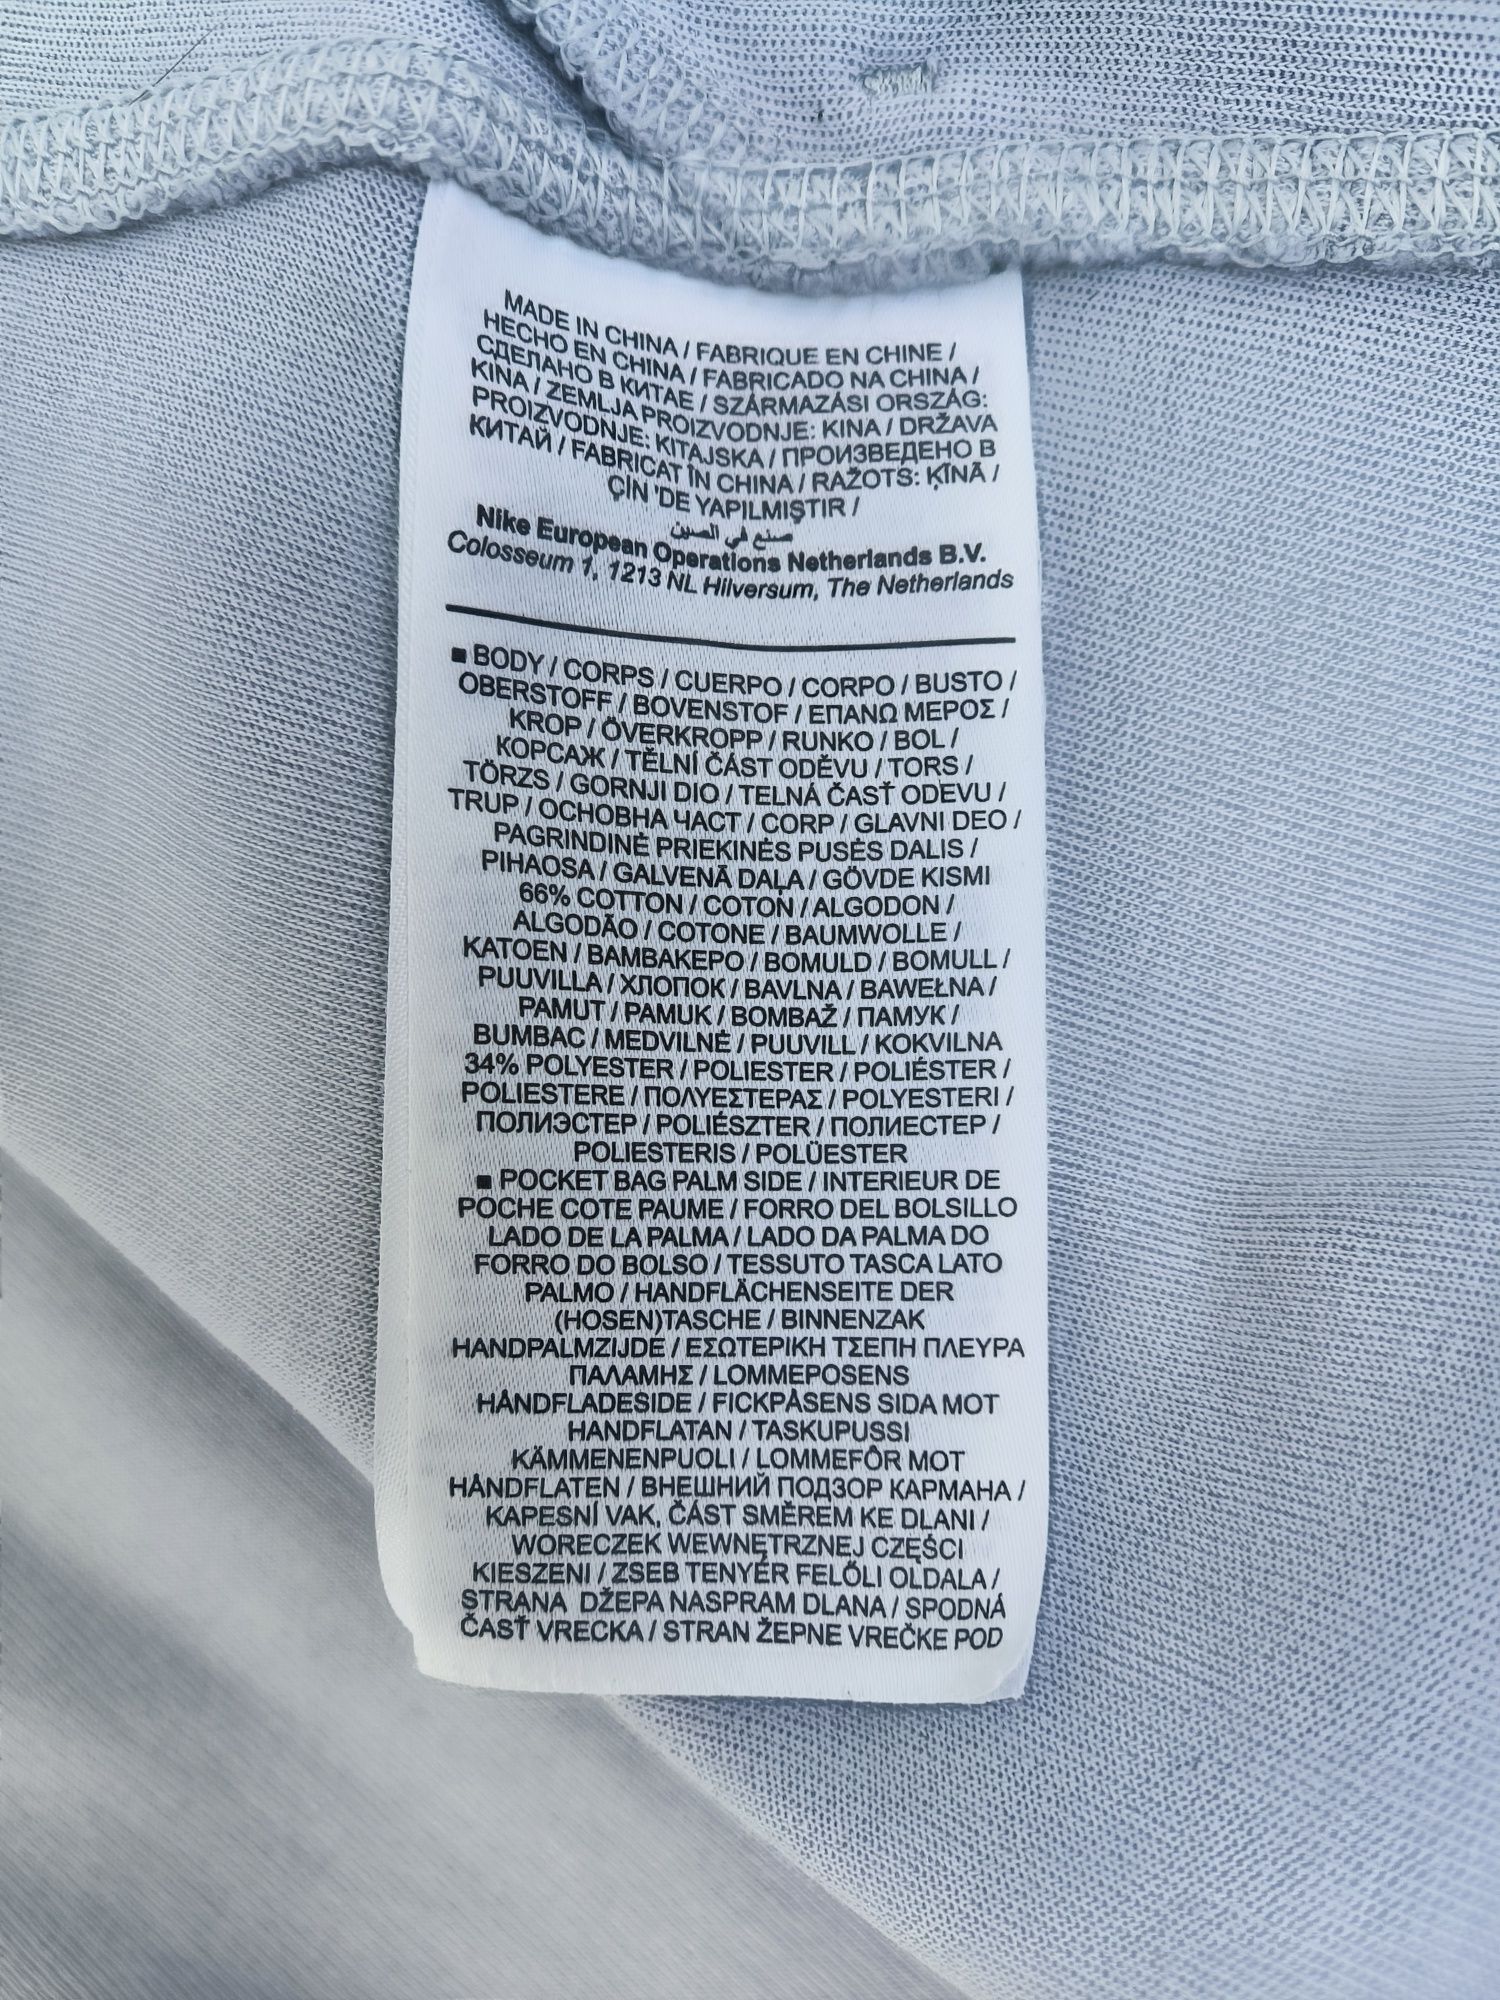 MADE IN CHINA / FABRIQUE EN CHINE /
HECHO EN CHINA / FABRICADO NA CHINA /
СДЕЛАНО В КИТАЕ / SZÁRMAZÁSI ORSZÁG:
KINA / ZEMLJA PROIZVODNJE: KINA / DRŽAVA
PROIZVODNJE: KITAJSKA / ПРОИЗВЕДЕНО В
КИТАЙ / FABRICAT ÎN CHINA / RAŽOTS: ĶĪNĀ /
ÇIN 'DE YAPILMIŞTIR /
صنع في الصين
Nike European Operations Netherlands B.V.
Colosseum 1, 1213 NL Hilversum, The Netherlands
■ BODY / CORPS / CUERPO / CORPO / BUSTO /
OBERSTOFF / BOVENSTOF / ΕΠΑΝΩ ΜΕΡΟΣ /
KROP / ÖVERKROPP / RUNKO / BOL /
КОРСАЖ / TĚLNÍ ČÁST ODĚVU / TORS /
TÖRZS / GORNJI DIO / TELNÁ ČASŤ ODEVU /
TRUP / ОСНОВНА ЧАСТ / CORP / GLAVNI DEO /
PAGRINDINĖ PRIEKINĖS PUSĖS DALIS /
PIHAOSA / GALVENĀ DAĻA / GÖVDE KISMI
66% COTTON / COTON / ALGODON /
ALGODÃO / COTONE / BAUMWOLLE /
KATOEN / ΒΑΜΒΑΚΕΡΟ / BOMULD / BOMULL /
PUUVILLA / ХЛОПОК / BAVLNA / BAWEŁNA /
PAMUT / PAMUK / BOMBAŽ / ПАМУК /
BUMBAC / MEDVILNĖ / PUUVILL / KOKVILNA
34% POLYESTER / POLIESTER / POLIÉSTER /
POLIESTERE / ΠΟΛΥΕΣΤΕΡΑΣ / POLYESTERI /
ПОЛИЭСТЕР / POLIÉSZTER / ПОЛИЕСТЕР /
POLIESTERIS / POLÜESTER
■ POCKET BAG PALM SIDE / INTERIEUR DE
POCHE COTE PAUME / FORRO DEL BOLSILLO
LADO DE LA PALMA / LADO DA PALMA DO
FORRO DO BOLSO / TESSUTO TASCA LATO
PALMO / HANDFLÄCHENSEITE DER
(HOSEN)TASCHE / BINNENZAK
HANDPALMZIJDE / ΕΣΩΤΕΡΙΚΗ ΤΣΕΠΗ ΠΛΕΥΡΑ
ΠΑΛΑΜΗΣ / LOMMEPOSENS
HÅNDFLADESIDE / FICKPÅSENS SIDA MOT
HANDFLATAN / TASKUPUSSI
KÄMMENENPUOLI / LOMMEFÔR MOT
HÅNDFLATEN / ВНЕШНИЙ ПОДЗОР КАРМАНА /
KAPESNÍ VAK, ČÁST SMĚREM KE DLANI /
WORECZEK WEWNĘTRZNEJ CZĘŚCI
KIESZENI / ZSEB TENYÉR FELŐLI OLDALA /
STRANA DŽEPA NASPRAM DLANA / SPODNÁ
ČASŤ VRECKA / STRAN ŽEPNE VREČKE POD